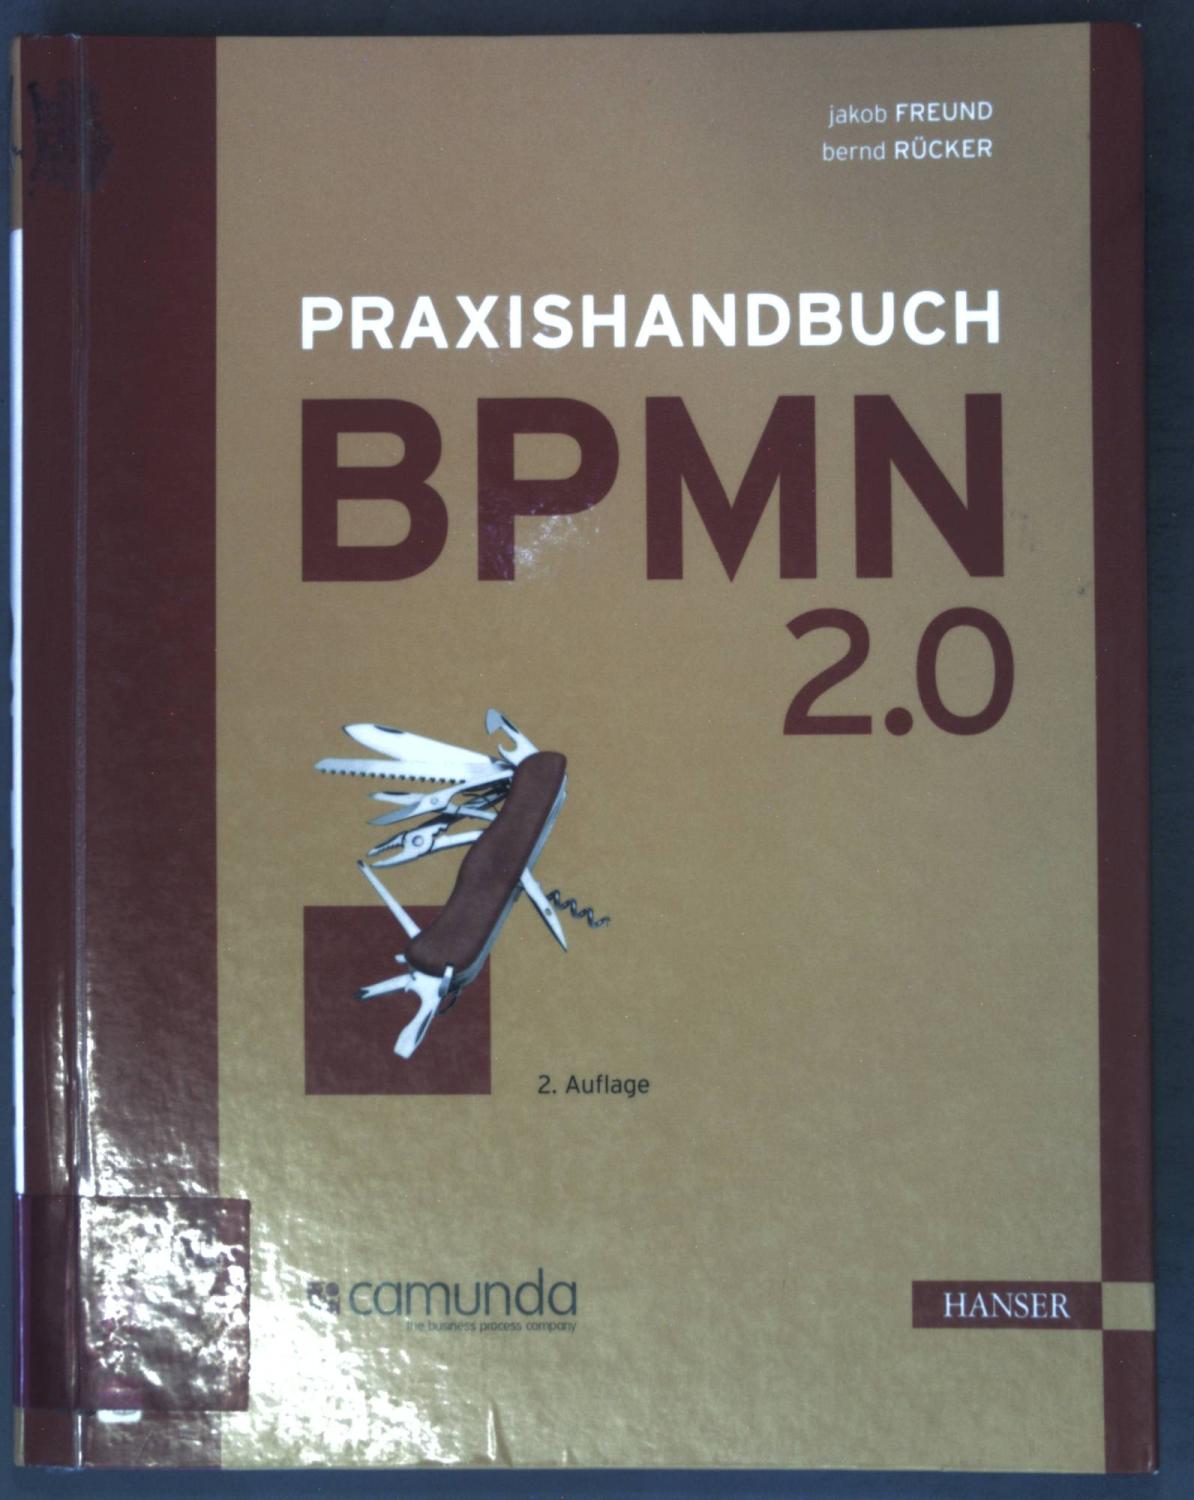 jakob FREUND
bernd RÜCKER
PRAXISHANDBUCH
BPMN
2.0
2. Auflage
camunda
the business process company
HANSER